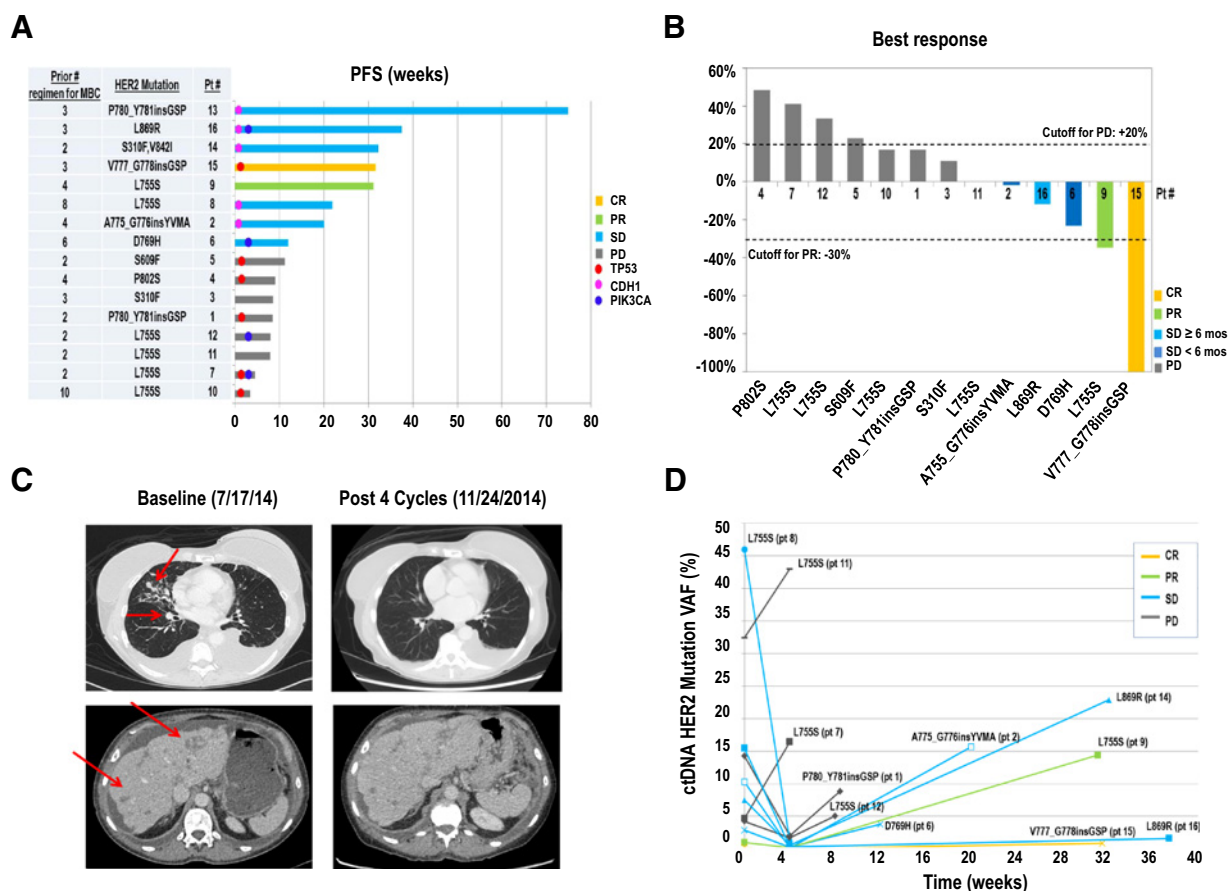 A
PFS (weeks)
Prior # regimen for MBC HER2 Mutation Pt #
3 P780_Y781insGSP 13
3 L869R 16
2 S310F,V842I 14
3 V777_G778insGSP 15
4 L755S 9
8 L755S 8
4 A775_G776insYVMA 2
6 D769H 6
2 S609F 5
4 P802S 4
3 S310F 3
2 P780_Y781insGSP 1
2 L755S 12
2 L755S 11
2 L755S 7
10 L755S 10
0 10 20 30 40 50 60 70 80
CR
PR
SD
PD
TP53
CDH1
PIK3CA
B
Best response
60%
40%
20%
0%
-20%
-40%
-60%
-80%
-100%
Cutoff for PD: +20%
4 7 12 5 10 1 3 11 2 16 6 9 15 Pt #
Cutoff for PR: -30%
CR
PR
SD ≥ 6 mos
SD < 6 mos
PD
P802S
L755S
L755S
S609F
L755S
P780_Y781insGSP
S310F
L755S
A755_G776insYVMA
L869R
D769H
L755S
V777_G778insGSP
C
Baseline (7/17/14) Post 4 Cycles (11/24/2014)
D
ctDNA HER2 Mutation VAF (%)
50
45
40
35
30
25
20
15
10
5
0
L755S (pt 8)
L755S (pt 11)
CR
PR
SD
PD
L869R (pt 14)
L755S (pt 7)
A775_G776insYVMA (pt 2)
L755S (pt 9)
P780_Y781insGSP (pt 1)
L755S (pt 12)
D769H (pt 6)
V777_G778insGSP (pt 15)
L869R (pt 16)
0 4 8 12 16 20 24 28 32 36 40
Time (weeks)